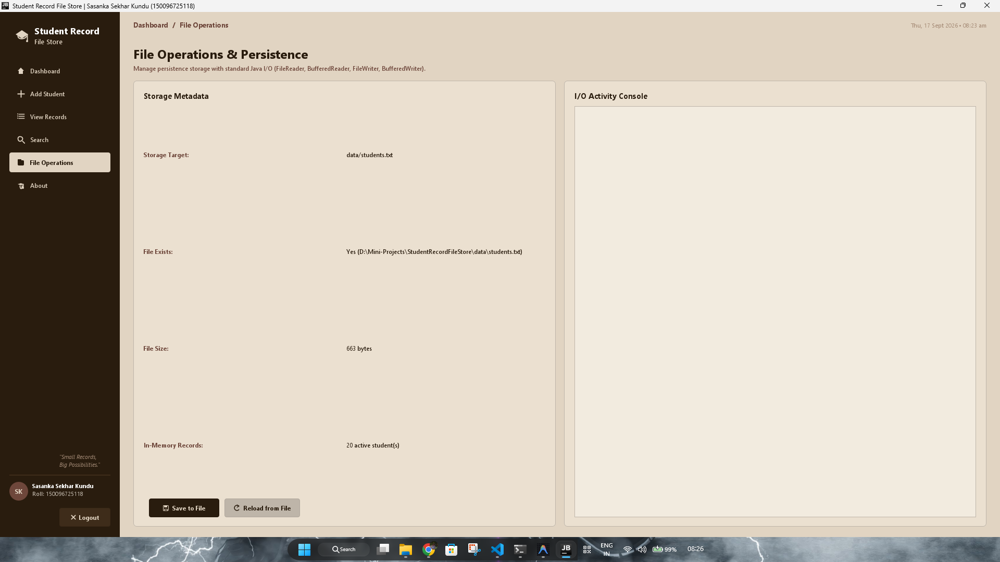 JB Student Record File Store | Sasanka Sekhar Kundu (150096725118)
Student Record
File Store
Dashboard
Add Student
View Records
Search
File Operations
About
"Small Records,
Big Possibilities."
SK
Sasanka Sekhar Kundu
Roll: 150096725118
Logout
Dashboard / File Operations
Thu, 17 Sept 2026 • 08:23 am
File Operations & Persistence
Manage persistence storage with standard Java I/O (FileReader, BufferedReader, FileWriter, BufferedWriter).
Storage Metadata
Storage Target: data/students.txt
File Exists: Yes (D:\Mini-Projects\StudentRecordFileStore\data\students.txt)
File Size: 663 bytes
In-Memory Records: 20 active student(s)
Save to File
Reload from File
I/O Activity Console
Search
JB
ENG
IN
99%
08:26